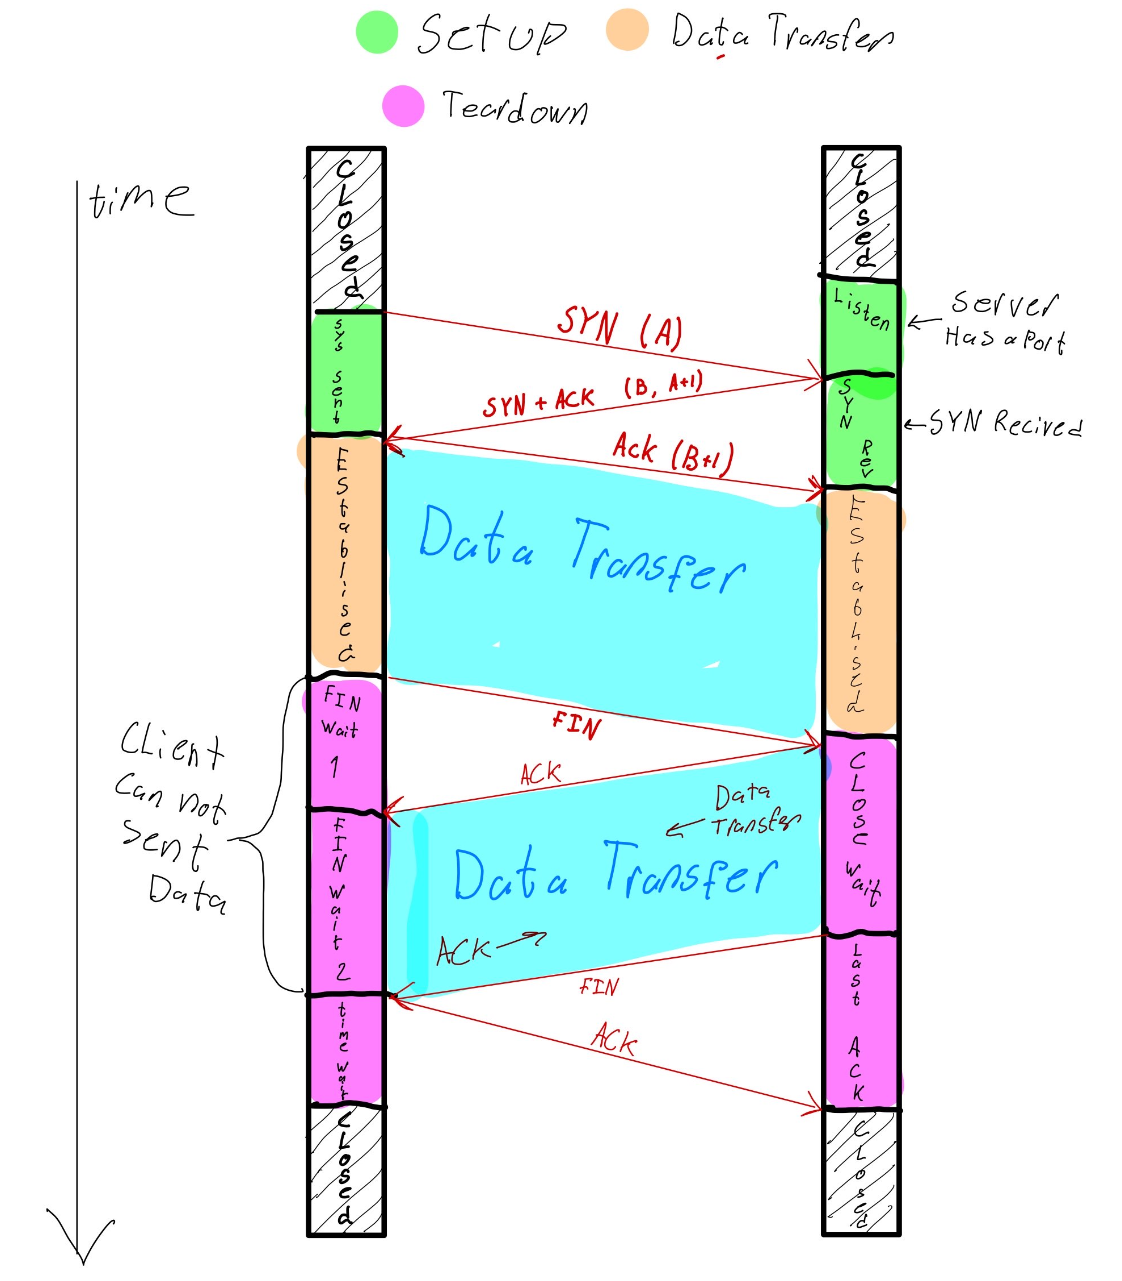 Setup
Data Transfer
Teardown
time
CLosed
CLosed
Listen
Server
Has a Port
SYN (A)
sys sent
SYN + ACK (B, A+1)
SYN Rev
SYN Recived
Ack (B+1)
EStablised
EStablised
Data Transfer
FIN
wait
1
FIN
CLient
Can not
Sent
Data
ACK
CLOSe wait
Data
Transfer
FIN wait 2
Data Transfer
ACK
Last ACK
FIN
time wait
ACK
CLosed
CLosed